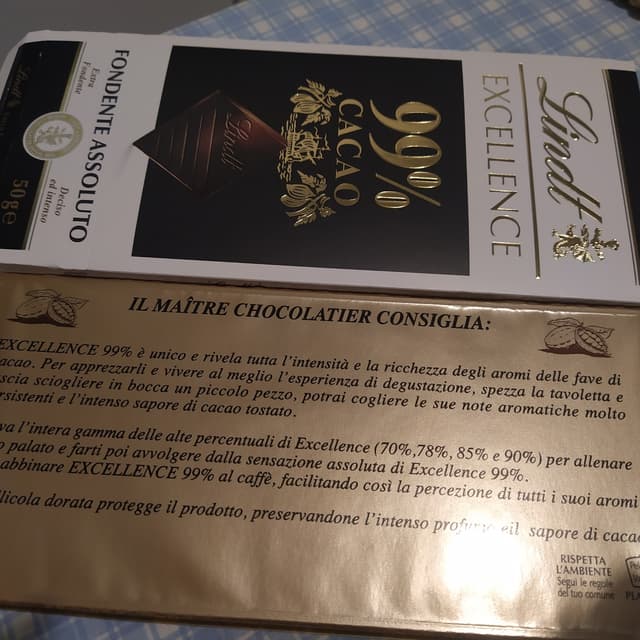 Lindt
EXCELLENCE
99%
CACAO
Lindt
FONDENTE ASSOLUTO
Extra
Fondente
Deciso
ed intenso
50g e
IL MAÎTRE CHOCOLATIER CONSIGLIA:
EXCELLENCE 99% è unico e rivela tutta l'intensità e la ricchezza degli aromi delle fave di
cacao. Per apprezzarli e vivere al meglio l'esperienza di degustazione, spezza la tavoletta e
scia sciogliere in bocca un piccolo pezzo, potrai cogliere le sue note aromatiche molto
rsistenti e l'intenso sapore di cacao tostato.
va l'intera gamma delle alte percentuali di Excellence (70%,78%, 85% e 90%) per allenare
o palato e farti poi avvolgere dalla sensazione assoluta di Excellence 99%.
abbinare EXCELLENCE 99% al caffè, facilitando così la percezione di tutti i suoi aromi
llicola dorata protegge il prodotto, preservandone l'intenso profumo eil sapore di cacao
RISPETTA
L'AMBIENTE
Segui le regole
del tuo comune